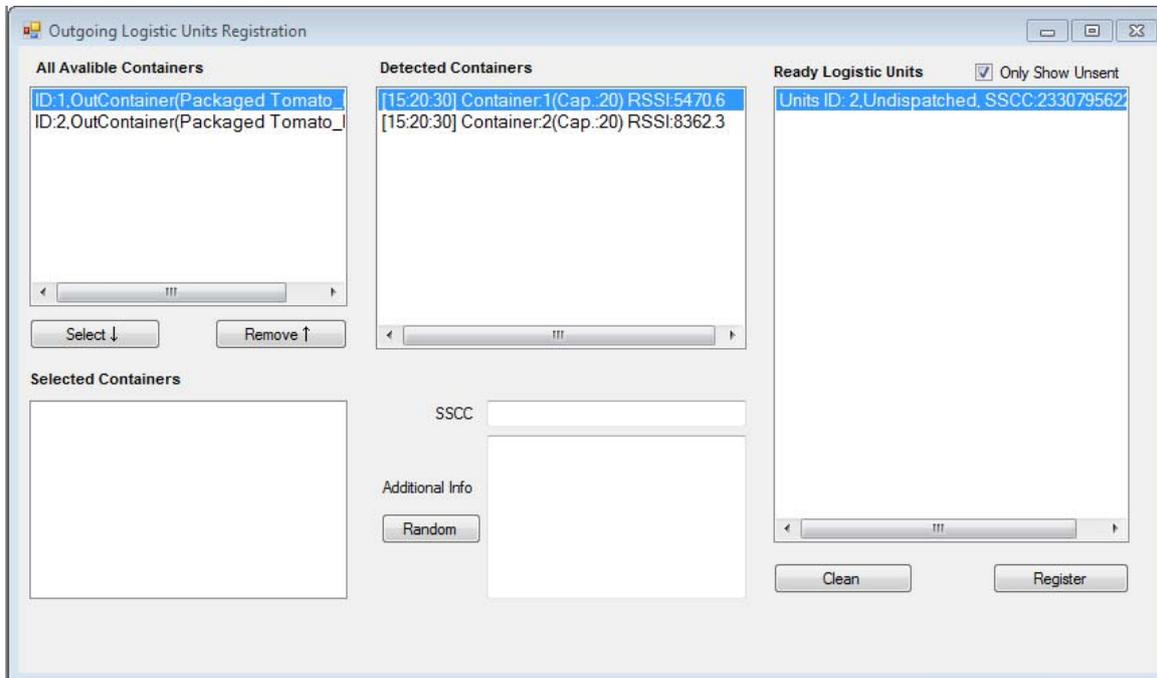 Outgoing Logistic Units Registration
All Avalible Containers
ID:1,OutContainer(Packaged Tomato_
ID:2,OutContainer(Packaged Tomato_
Select ↓
Remove ↑
Selected Containers
Detected Containers
[15:20:30] Container:1(Cap.:20) RSSI:5470.6
[15:20:30] Container:2(Cap.:20) RSSI:8362.3
SSCC
Additional Info
Random
Ready Logistic Units
Only Show Unsent
Units ID: 2,Undispatched, SSCC:2330795622
Clean
Register